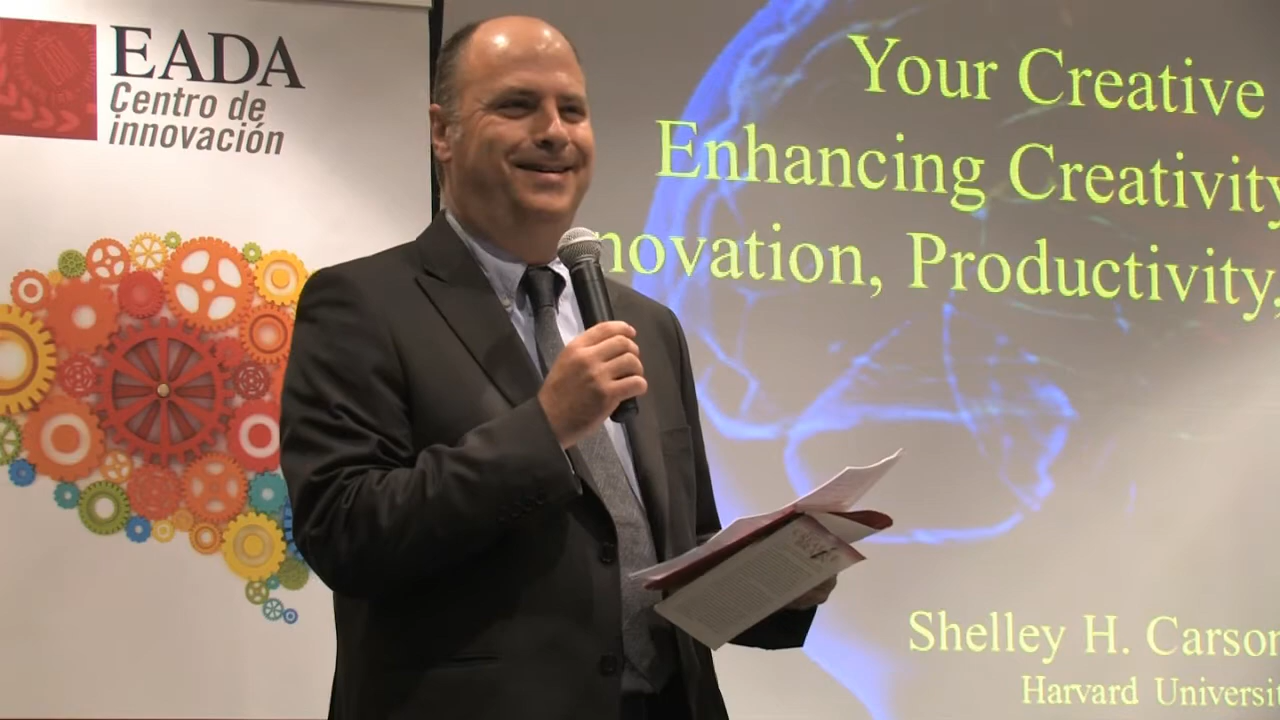 EADA
Centro de
innovación
Your Creative
Enhancing Creativity
novation, Productivity,
Shelley H. Carson
Harvard Universit